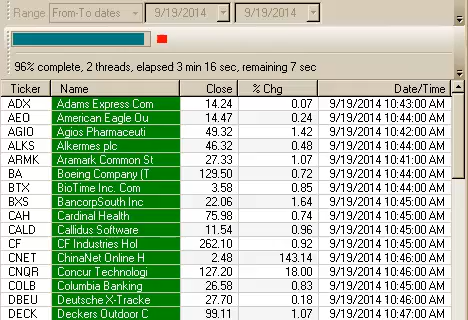 Range From-To dates 9/19/2014 9/19/2014
96% complete, 2 threads, elapsed 3 min 16 sec, remaining 7 sec
Ticker Name Close % Chg Date/Time
ADX Adams Express Com 14.24 0.07 9/19/2014 10:43:00 AM
AEO American Eagle Ou 14.47 0.24 9/19/2014 10:44:00 AM
AGIO Agios Pharmaceuti 49.32 1.42 9/19/2014 10:43:00 AM
ALKS Alkermes plc 46.32 0.48 9/19/2014 10:44:00 AM
ARMK Aramark Common St 27.33 1.07 9/19/2014 10:41:00 AM
BA Boeing Company (T 129.50 0.72 9/19/2014 10:44:00 AM
BTX BioTime Inc. Com 3.58 0.85 9/19/2014 10:44:00 AM
BXS BancorpSouth Inc 22.06 1.64 9/19/2014 10:45:00 AM
CAH Cardinal Health 75.98 0.74 9/19/2014 10:45:00 AM
CALD Callidus Software 11.54 0.96 9/19/2014 10:45:00 AM
CF CF Industries Hol 262.10 0.92 9/19/2014 10:45:00 AM
CNET ChinaNet Online H 2.48 143.14 9/19/2014 10:46:00 AM
CNQR Concur Technologi 127.20 18.00 9/19/2014 10:46:00 AM
COLB Columbia Banking 26.58 0.83 9/19/2014 10:45:00 AM
DBEU Deutsche X-Tracke 27.70 0.18 9/19/2014 10:46:00 AM
DECK Deckers Outdoor C 99.11 1.07 9/19/2014 10:47:00 AM